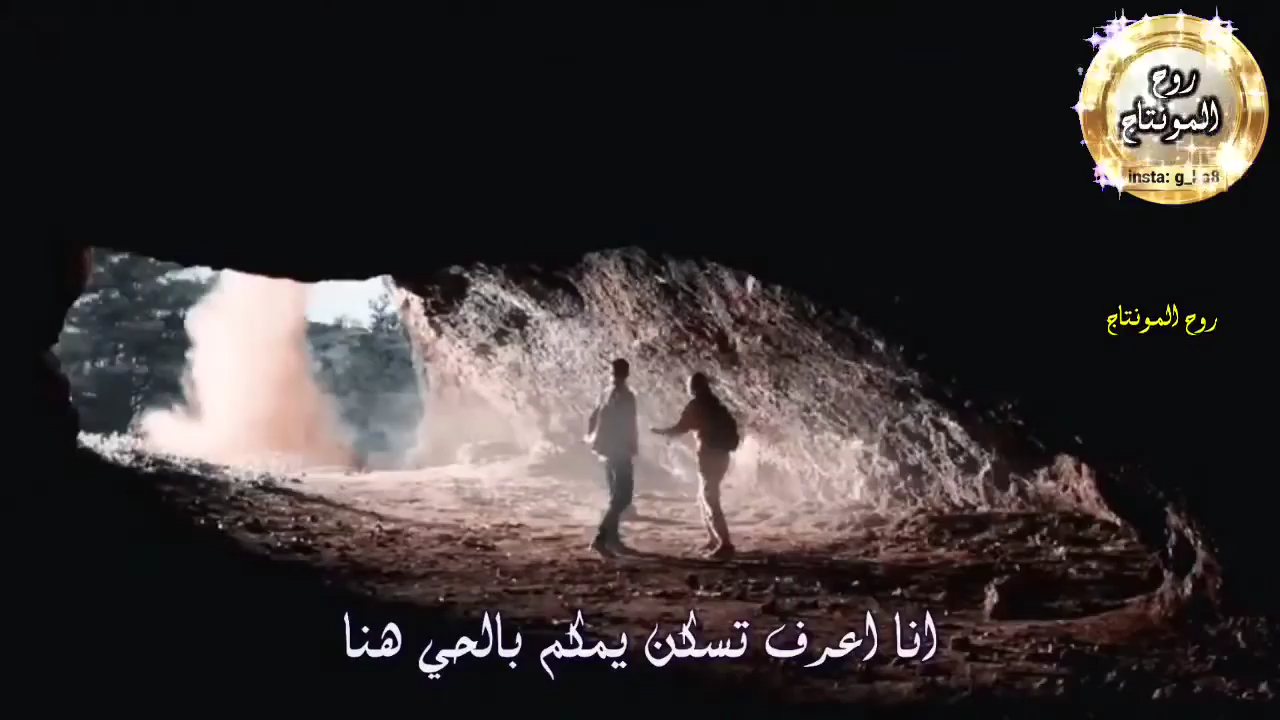 روح
المونتاج
insta: g_
روح المونتاج
انا اعرف تسكن يمكم بالحي هنا